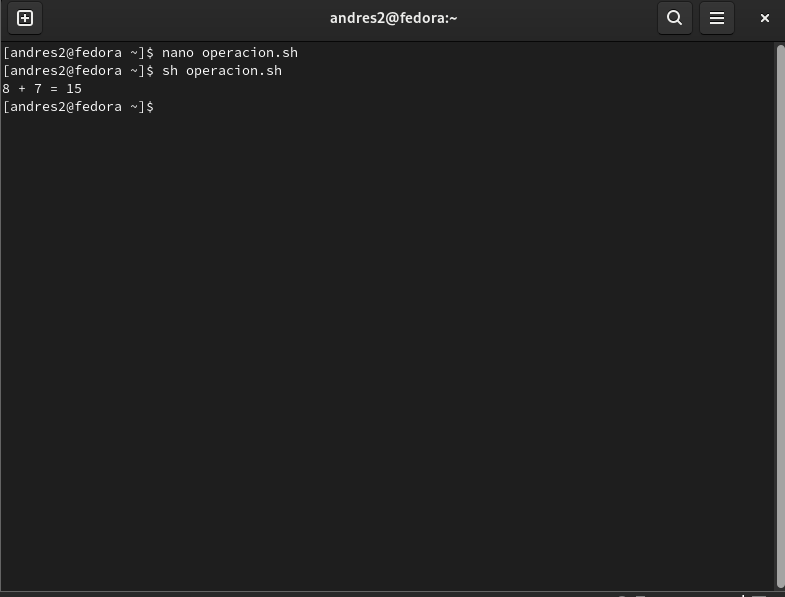 andres2@fedora:~
[andres2@fedora ~]$ nano operacion.sh
[andres2@fedora ~]$ sh operacion.sh
8 + 7 = 15
[andres2@fedora ~]$